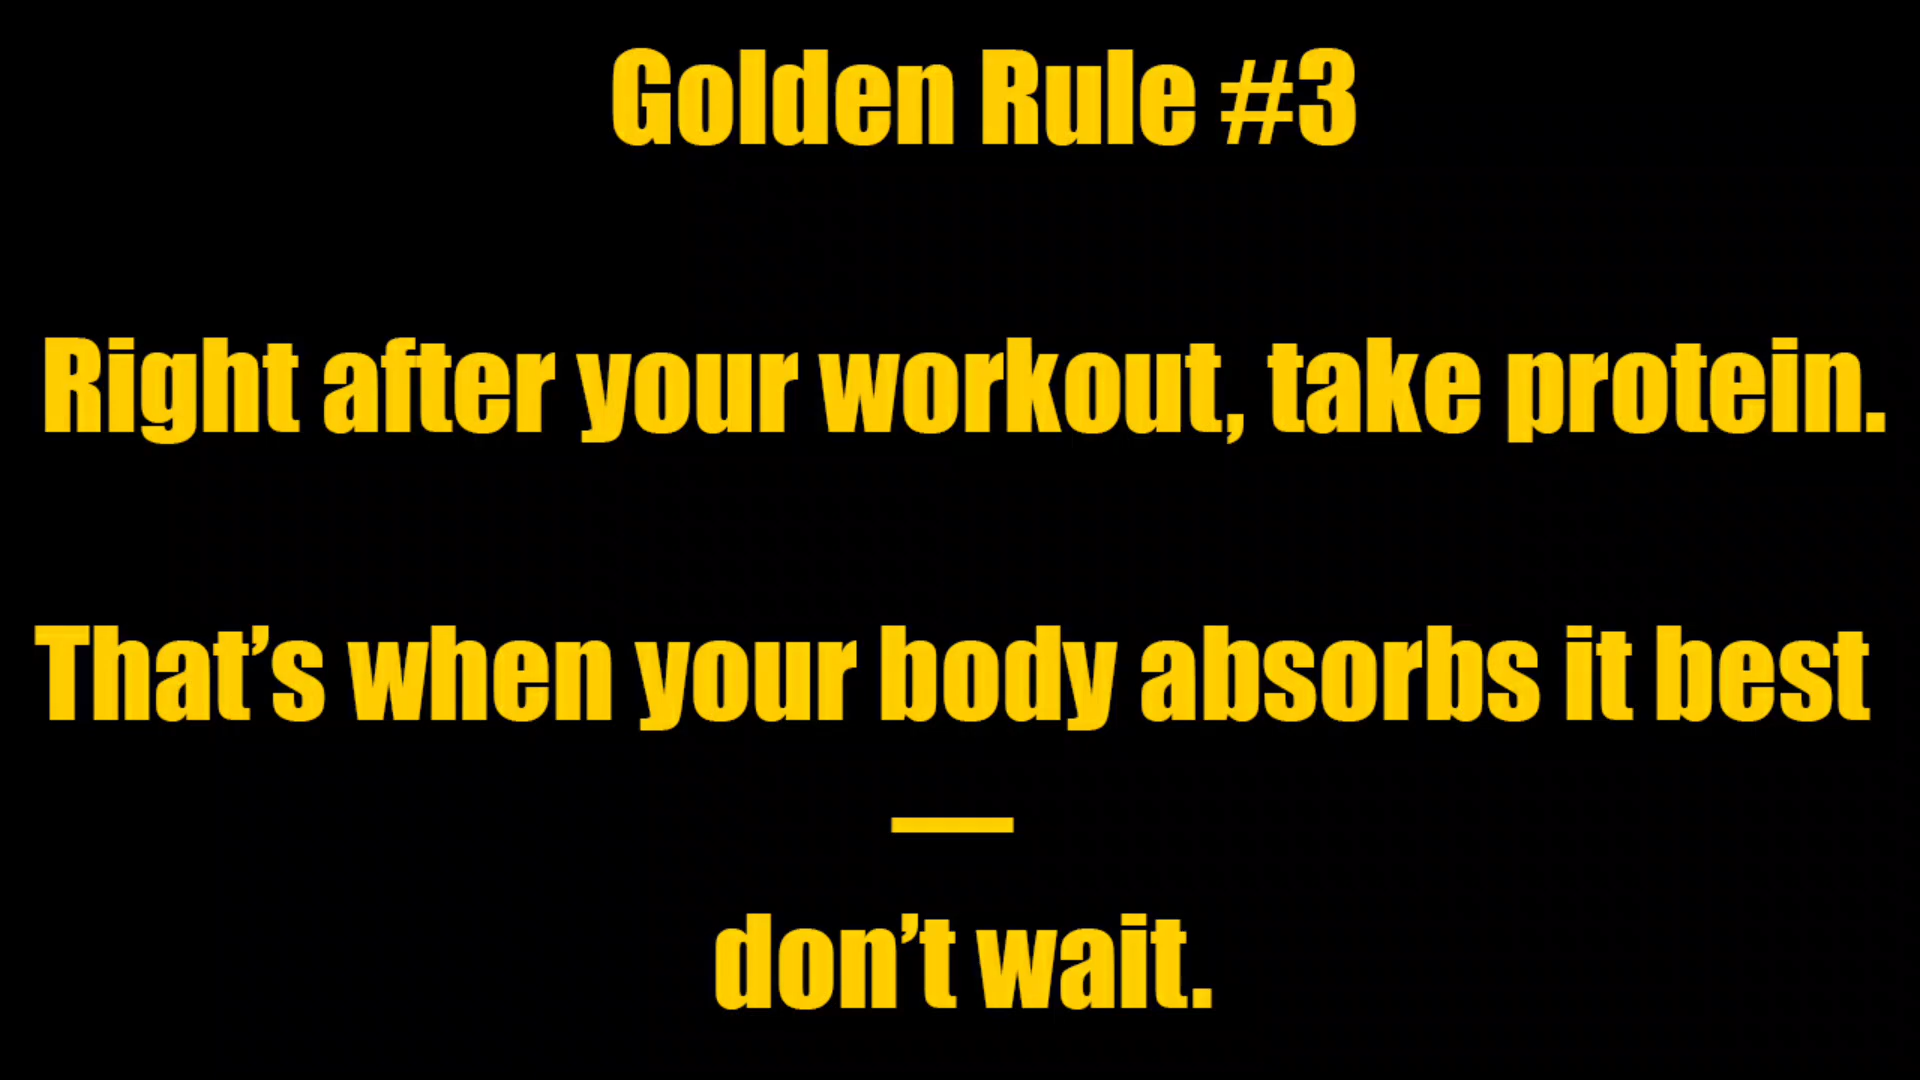 Golden Rule #3
Right after your workout, take protein.
That’s when your body absorbs it best
—
don’t wait.